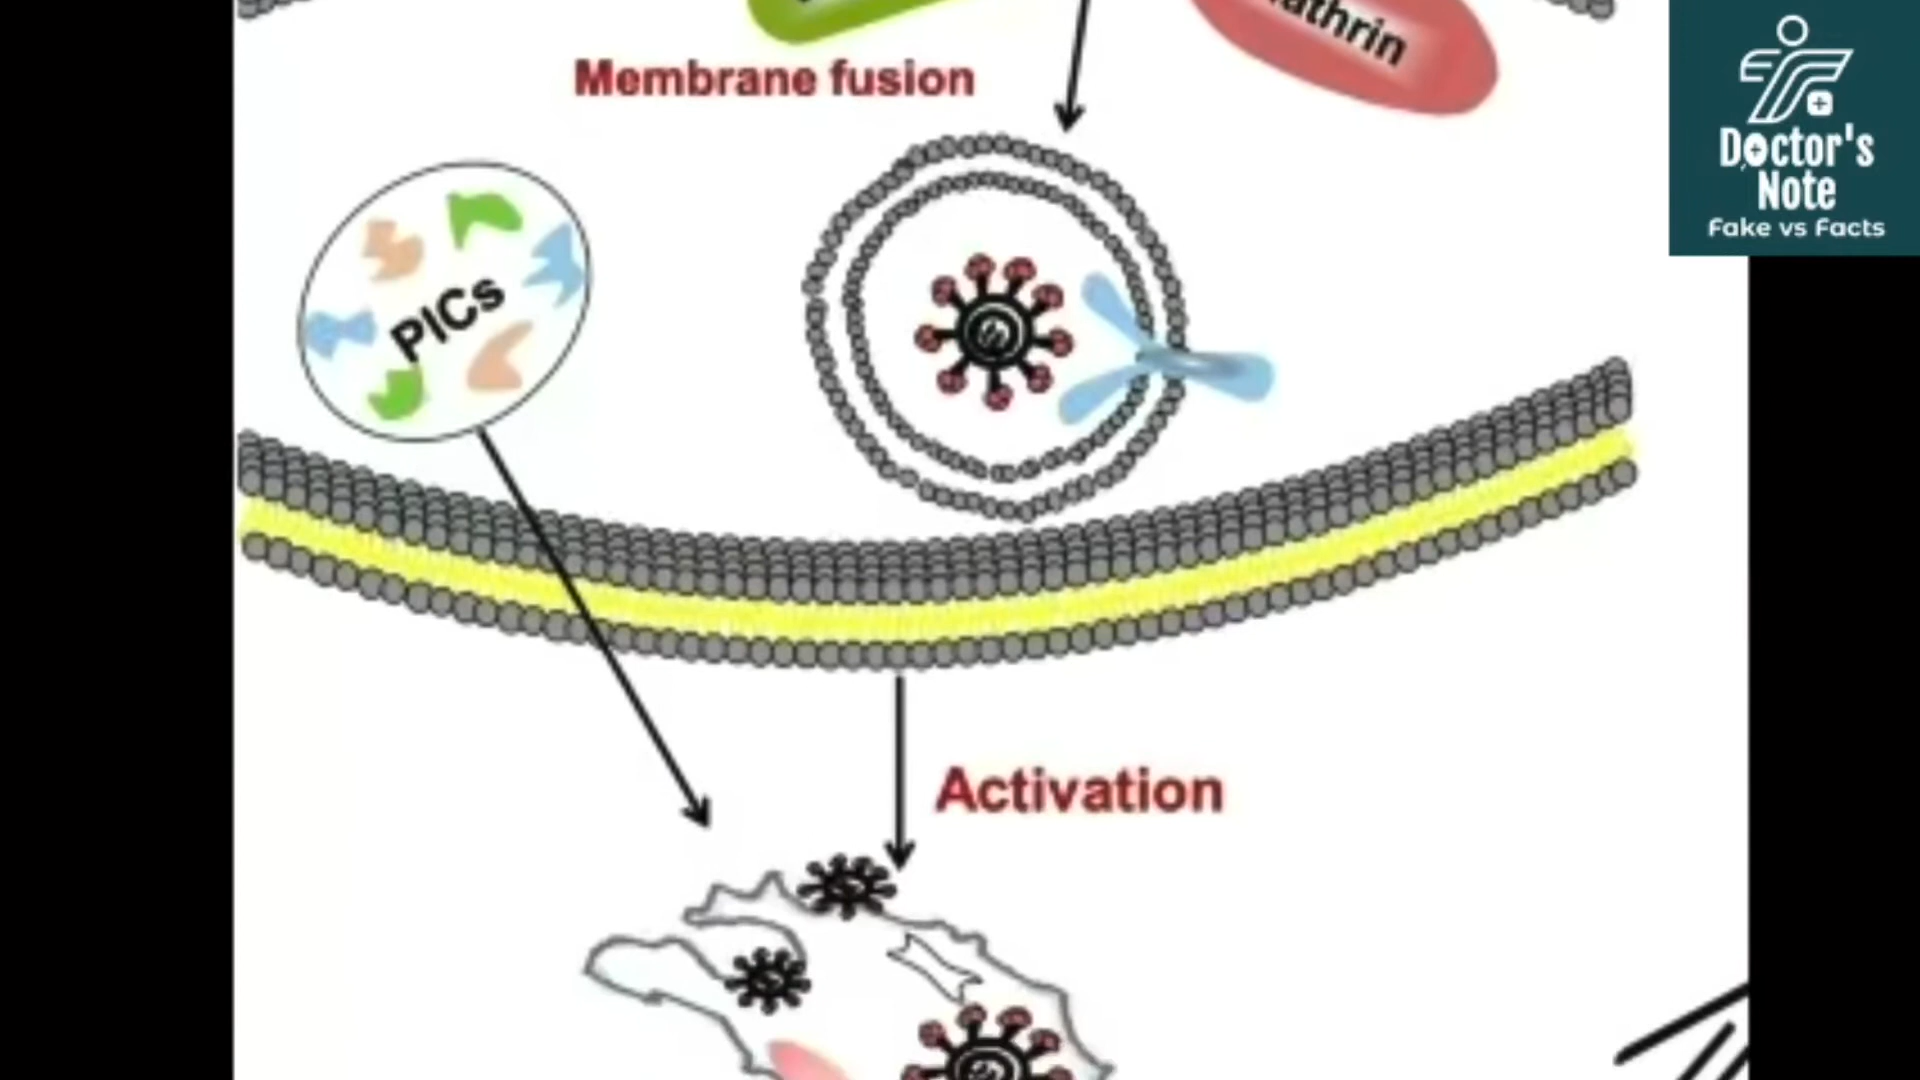 Membrane fusion
PICs
Activation
Doctor's
Note
Fake vs Facts